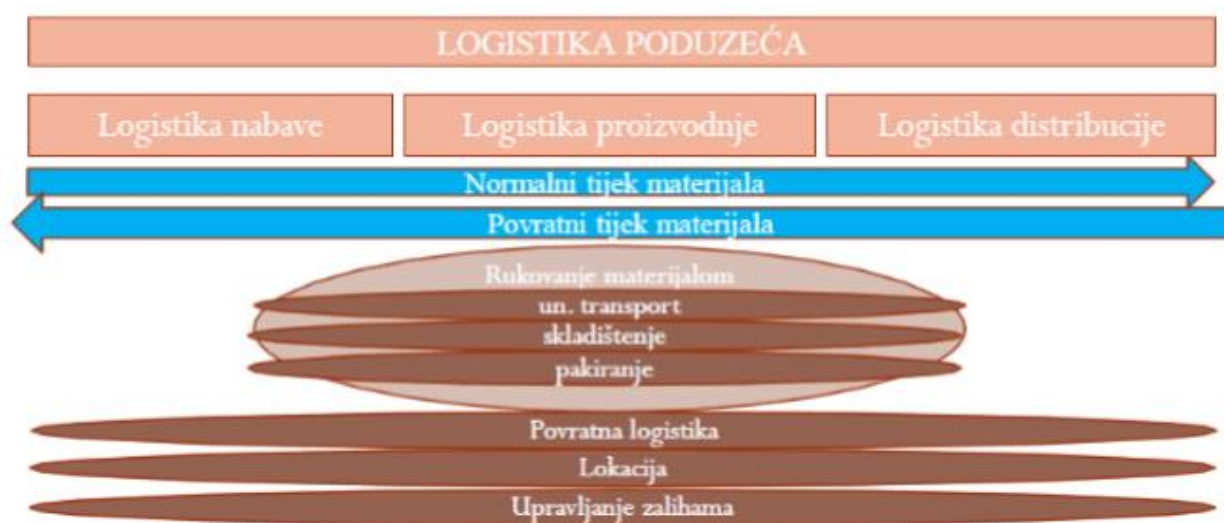 LOGISTIKA PODUZEĆA
Logistika nabave
Logistika proizvodnje
Logistika distribucije
Normalni tijek materijala
Povratni tijek materijala
Rukovanje materijalom
un. transport
skladištenje
pakiranje
Povratna logistika
Lokacija
Upravljanje zalihama